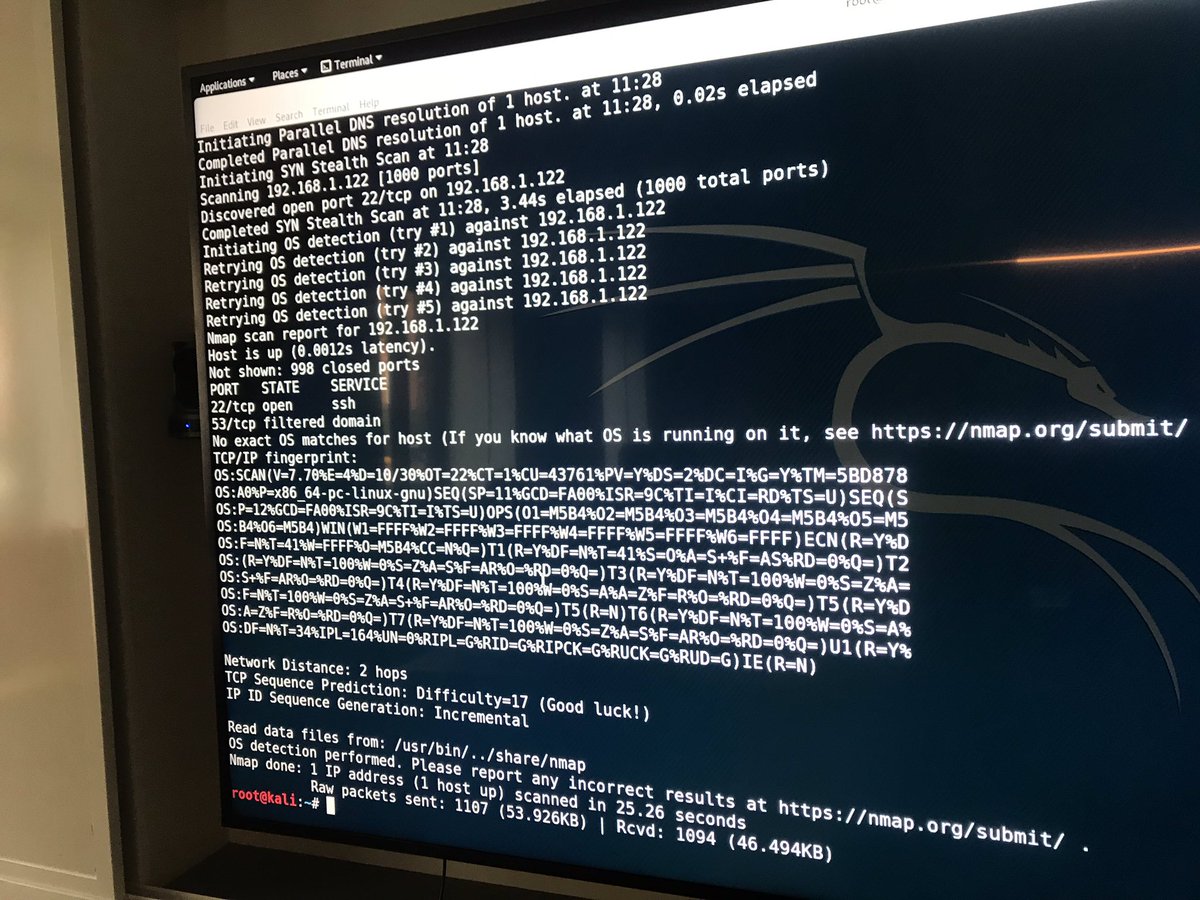 root@
Applications Places Terminal
File Edit View Search Terminal Help
Initiating Parallel DNS resolution of 1 host. at 11:28
Completed Parallel DNS resolution of 1 host. at 11:28, 0.02s elapsed
Initiating SYN Stealth Scan at 11:28
Scanning 192.168.1.122 [1000 ports]
Discovered open port 22/tcp on 192.168.1.122
Completed SYN Stealth Scan at 11:28, 3.44s elapsed (1000 total ports)
Initiating OS detection (try #1) against 192.168.1.122
Retrying OS detection (try #2) against 192.168.1.122
Retrying OS detection (try #3) against 192.168.1.122
Retrying OS detection (try #4) against 192.168.1.122
Retrying OS detection (try #5) against 192.168.1.122
Nmap scan report for 192.168.1.122
Host is up (0.0012s latency).
Not shown: 998 closed ports
PORT STATE SERVICE
22/tcp open ssh
53/tcp filtered domain
No exact OS matches for host (If you know what OS is running on it, see https://nmap.org/submit/
TCP/IP fingerprint:
OS:SCAN(V=7.70%E=4%D=10/30%OT=22%CT=1%CU=43761%PV=Y%DS=2%DC=I%G=Y%TM=5BD878
OS:A0%P=x86_64-pc-linux-gnu)SEQ(SP=11%GCD=FA00%ISR=9C%TI=I%CI=RD%TS=U)SEQ(S
OS:P=12%GCD=FA00%ISR=9C%TI=I%TS=U)OPS(O1=M5B4%O2=M5B4%O3=M5B4%O4=M5B4%O5=M5
OS:B4%O6=M5B4)WIN(W1=FFFF%W2=FFFF%W3=FFFF%W4=FFFF%W5=FFFF%W6=FFFF)ECN(R=Y%D
OS:F=N%T=41%W=FFFF%O=M5B4%CC=N%Q=)T1(R=Y%DF=N%T=41%S=O%A=S+%F=AS%RD=0%Q=)T2
OS:(R=Y%DF=N%T=100%W=0%S=Z%A=S%F=AR%O=%RD=0%Q=)T3(R=Y%DF=N%T=100%W=0%S=Z%A=
OS:S+%F=AR%O=%RD=0%Q=)T4(R=Y%DF=N%T=100%W=0%S=A%A=Z%F=R%O=%RD=0%Q=)T5(R=Y%D
OS:F=N%T=100%W=0%S=Z%A=S+%F=AR%O=%RD=0%Q=)T5(R=N)T6(R=Y%DF=N%T=100%W=0%S=A%
OS:A=Z%F=R%O=%RD=0%Q=)T7(R=Y%DF=N%T=100%W=0%S=Z%A=S%F=AR%O=%RD=0%Q=)U1(R=Y%
OS:DF=N%T=34%IPL=164%UN=0%RIPL=G%RID=G%RIPCK=G%RUCK=G%RUD=G)IE(R=N)
Network Distance: 2 hops
TCP Sequence Prediction: Difficulty=17 (Good luck!)
IP ID Sequence Generation: Incremental
Read data files from: /usr/bin/../share/nmap
OS detection performed. Please report any incorrect results at https://nmap.org/submit/ .
Nmap done: 1 IP address (1 host up) scanned in 25.26 seconds
Raw packets sent: 1107 (53.926KB) | Rcvd: 1094 (46.494KB)
root@kali:~#